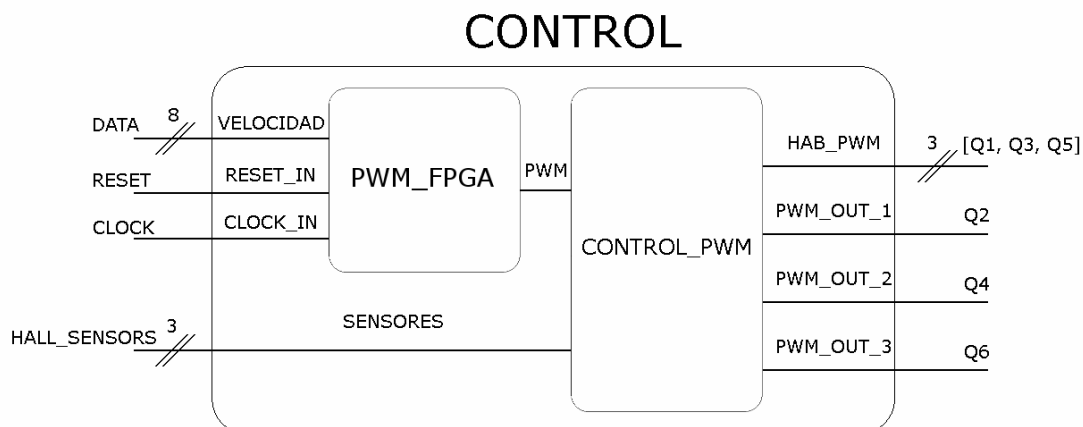 CONTROL
DATA 8 VELOCIDAD
RESET RESET_IN
CLOCK CLOCK_IN
PWM_FPGA
PWM
CONTROL_PWM
HALL_SENSORS 3 SENSORES
HAB_PWM 3 [Q1, Q3, Q5]
PWM_OUT_1 Q2
PWM_OUT_2 Q4
PWM_OUT_3 Q6